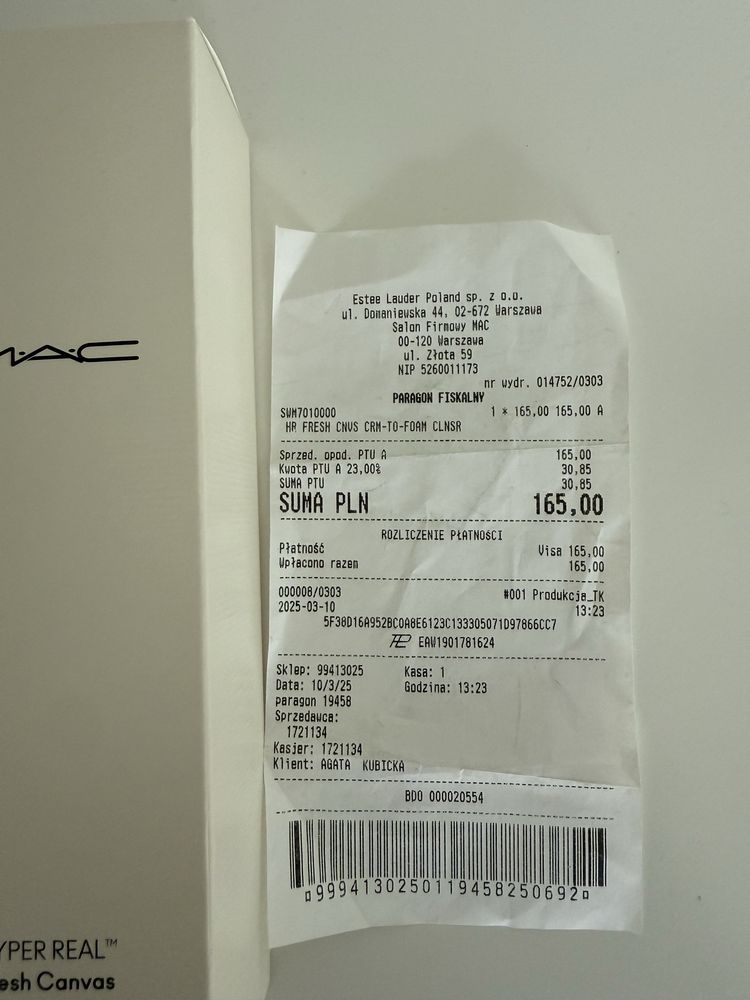 MAC
YPER REAL™
esh Canvas
Estee Lauder Poland sp. z o.o.
ul. Domaniewska 44, 02-672 Warszawa
Salon Firmowy MAC
00-120 Warszawa
ul. Złota 59
NIP 5260011173
nr wydr. 014752/0303
PARAGON FISKALNY
SWM7010000 1 * 165,00 165,00 A
HR FRESH CNVS CRM-TO-FOAM CLNSR
Sprzed. opod. PTU A 165,00
Kwota PTU A 23,00% 30,85
SUMA PTU 30,85
SUMA PLN 165,00
ROZLICZENIE PŁATNOŚCI
Płatność Visa 165,00
Wpłacono razem 165,00
000008/0303 #001 Produkcja_TK
2025-03-10 13:23
5F38D16A952BC0A8E6123C133305071D97866CC7
EAW1901781624
Sklep: 99413025 Kasa: 1
Data: 10/3/25 Godzina: 13:23
paragon 19458
Sprzedawca:
1721134
Kasjer: 1721134
Klient: AGATA KUBICKA
BDO 000020554
9994130250119458250692